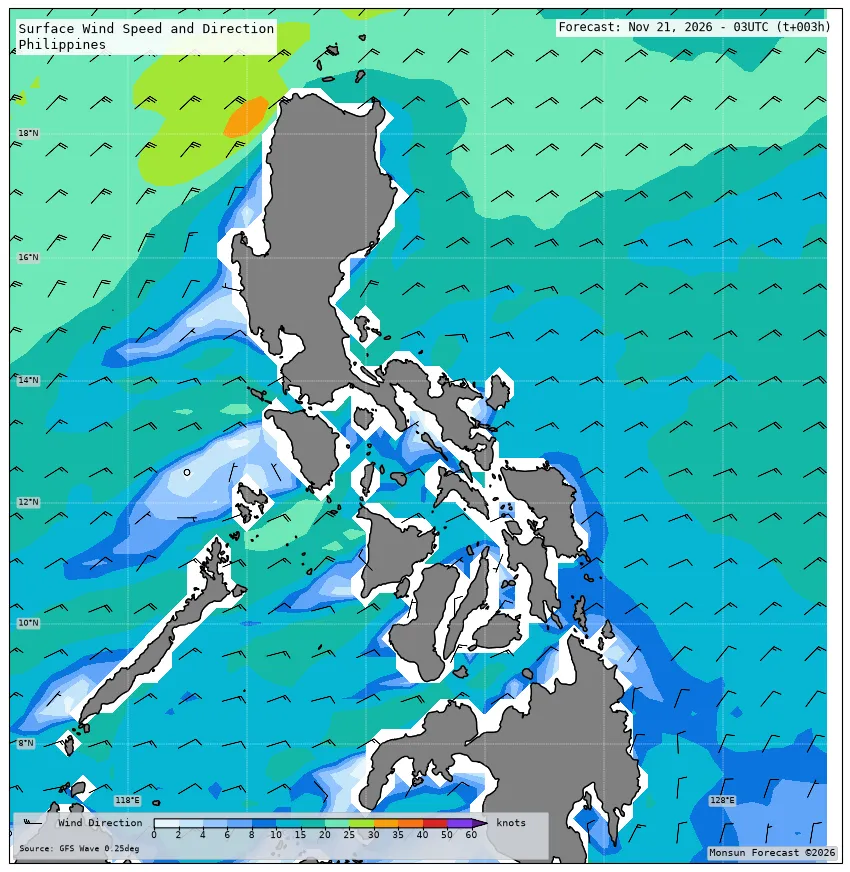 Surface Wind Speed and Direction
Philippines
Forecast: Nov 21, 2026 - 03UTC (t+003h)
18°N
16°N
14°N
12°N
10°N
8°N
118°E
128°E
Wind Direction
0 2 4 6 8 10 15 20 25 30 35 40 50 60
knots
Source: GFS Wave 0.25deg
Monsun Forecast ©2026